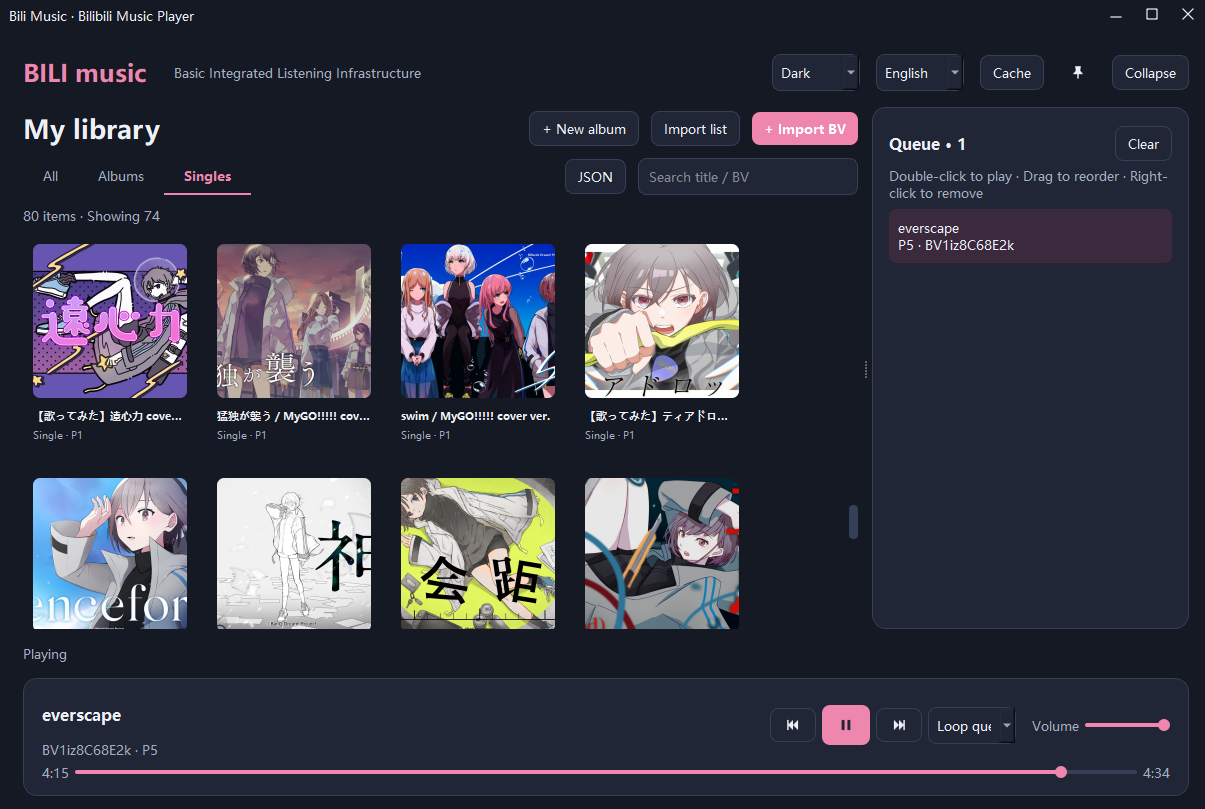 Bili Music · Bilibili Music Player
BILI music
Basic Integrated Listening Infrastructure
Dark
English
Cache
Collapse
My library
+ New album
Import list
+ Import BV
All
Albums
Singles
JSON
Search title / BV
80 items · Showing 74
遠心力
独が襲う
アドロッ
【歌ってみた】遠心力 cove...
Single · P1
猛独が襲う / MyGO!!!!! cov...
Single · P1
swim / MyGO!!!!! cover ver.
Single · P1
【歌ってみた】ティアドロ...
Single · P1
encefor
神
BanG Dream! Project
会距
Queue • 1
Clear
Double-click to play · Drag to reorder · Right-
click to remove
everscape
P5 · BV1iz8C68E2k
Playing
everscape
BV1iz8C68E2k · P5
Loop que
Volume
4:15
4:34